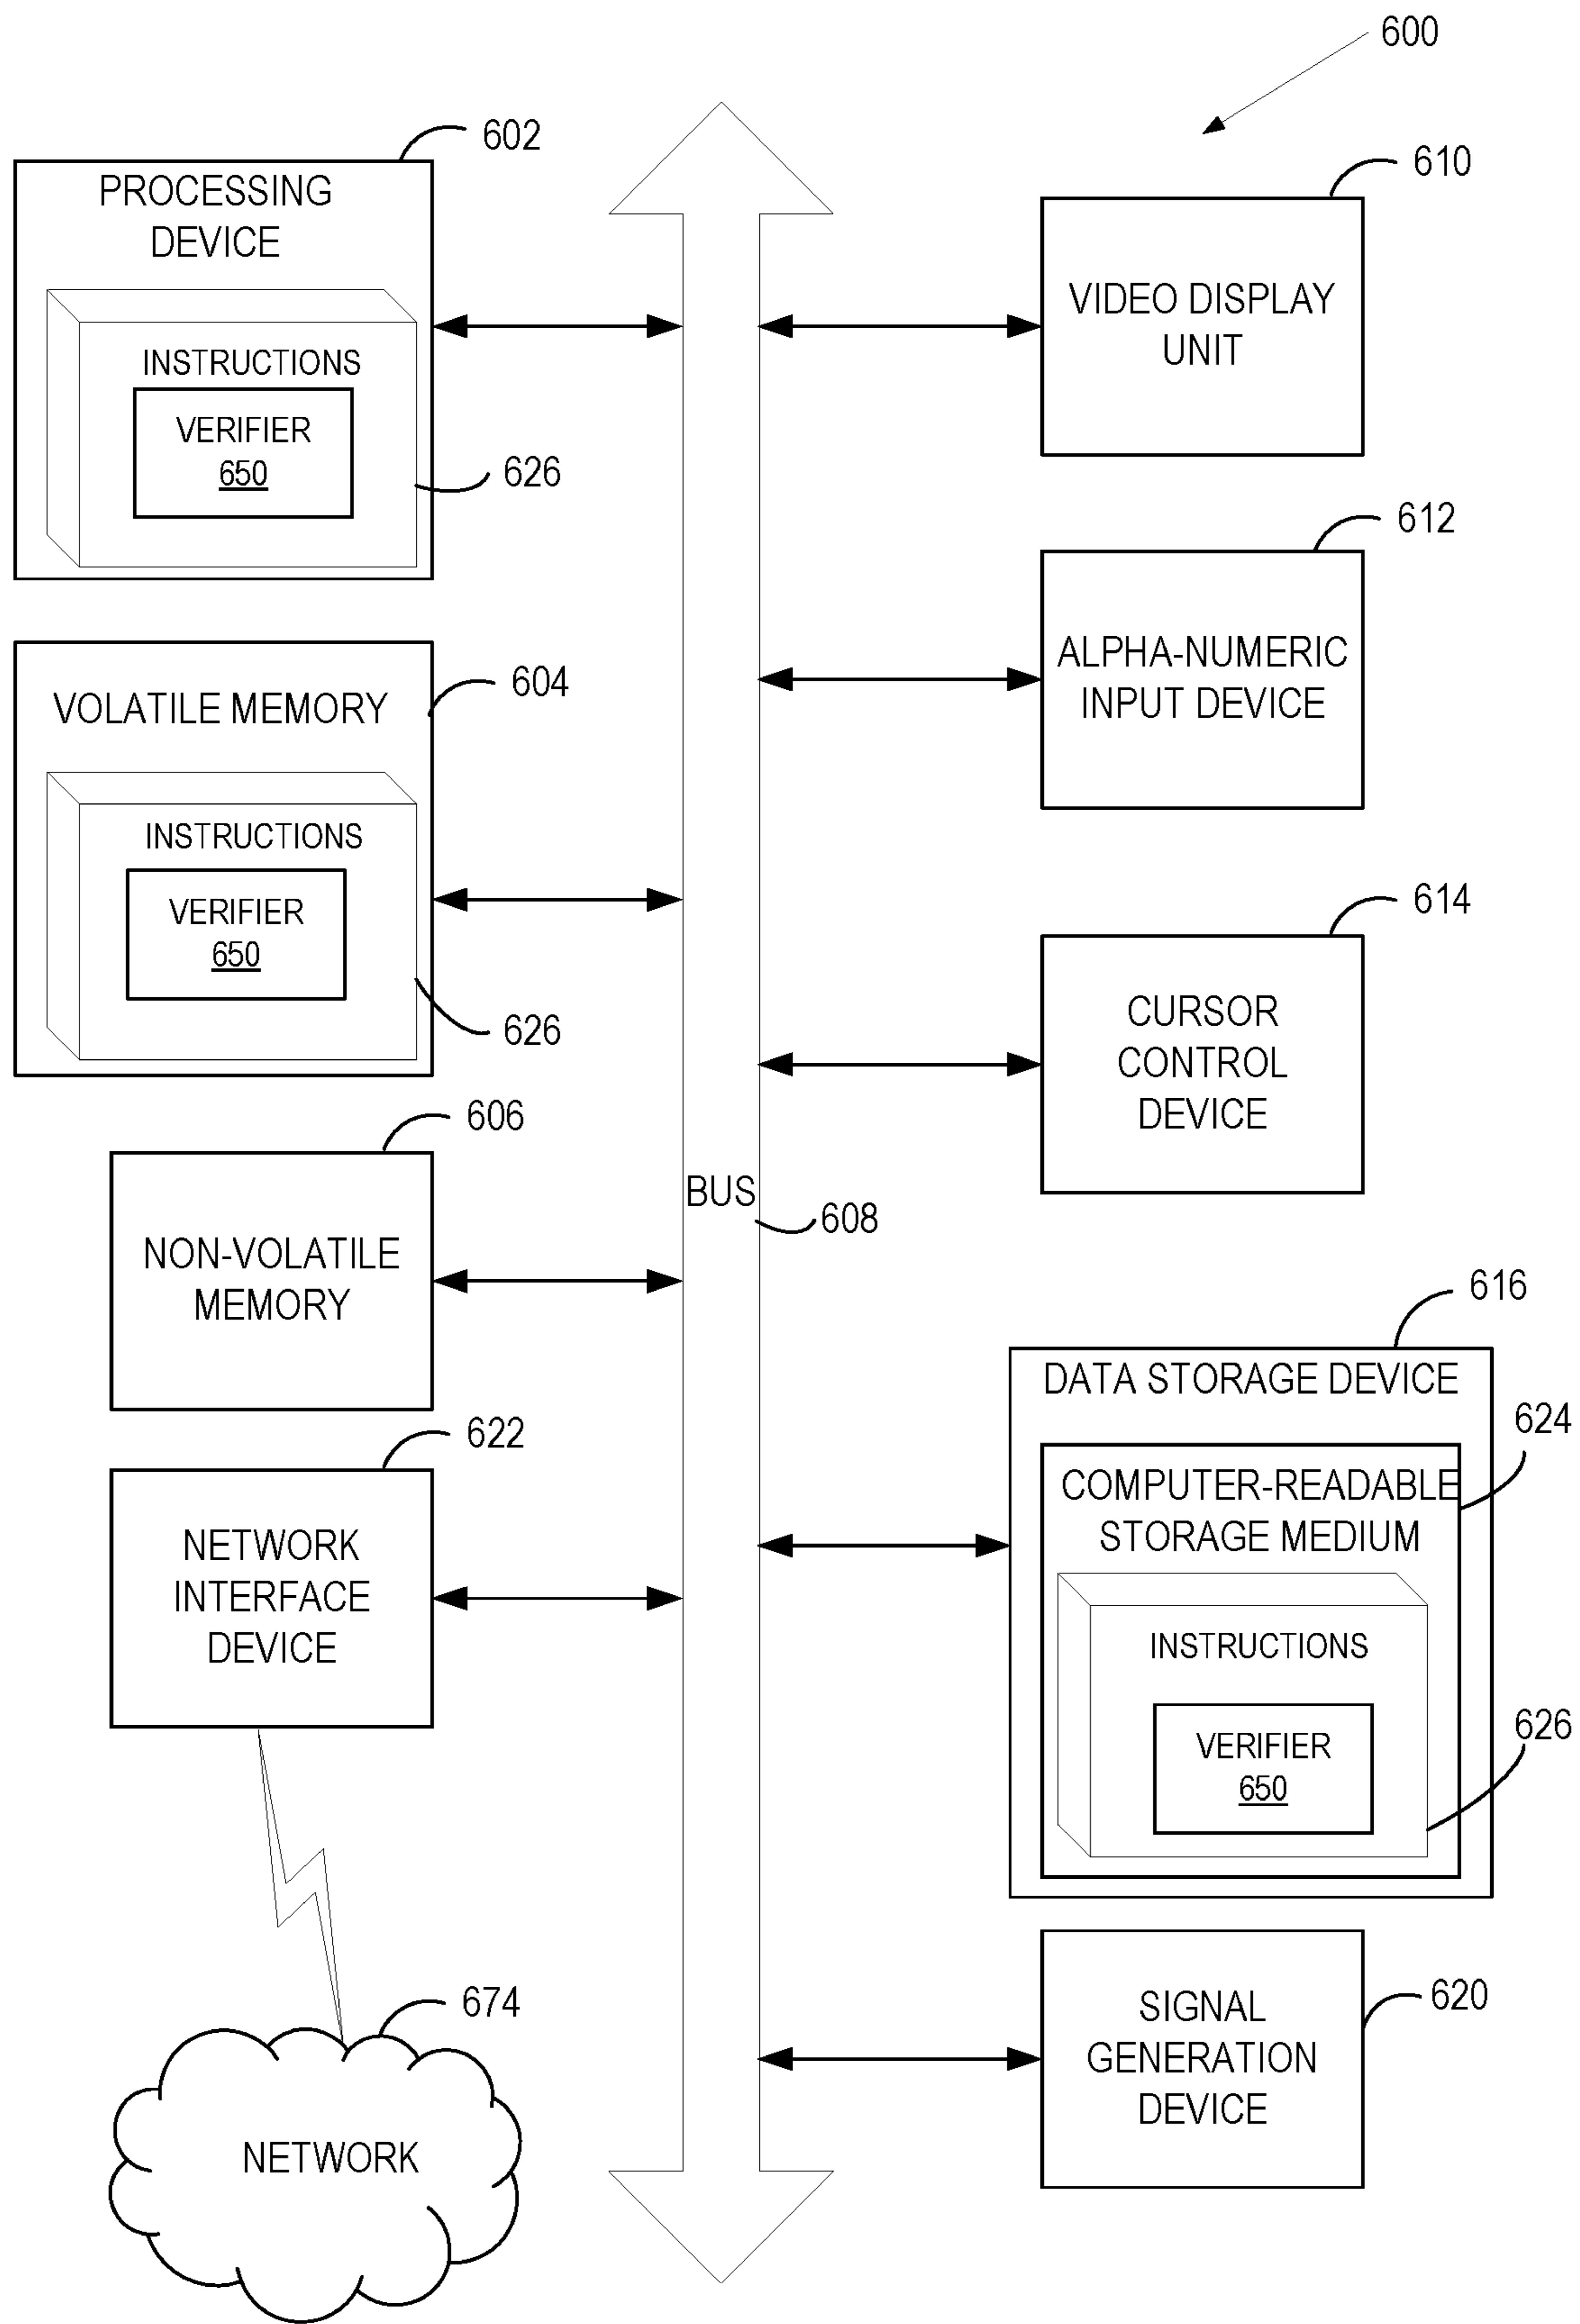 600
602
PROCESSING
DEVICE
INSTRUCTIONS
VERIFIER
650
626
604
VOLATILE MEMORY
INSTRUCTIONS
VERIFIER
650
626
606
NON-VOLATILE
MEMORY
622
NETWORK
INTERFACE
DEVICE
674
NETWORK
BUS
608
610
VIDEO DISPLAY
UNIT
612
ALPHA-NUMERIC
INPUT DEVICE
614
CURSOR
CONTROL
DEVICE
616
DATA STORAGE DEVICE
624
COMPUTER-READABLE
STORAGE MEDIUM
INSTRUCTIONS
VERIFIER
650
626
620
SIGNAL
GENERATION
DEVICE